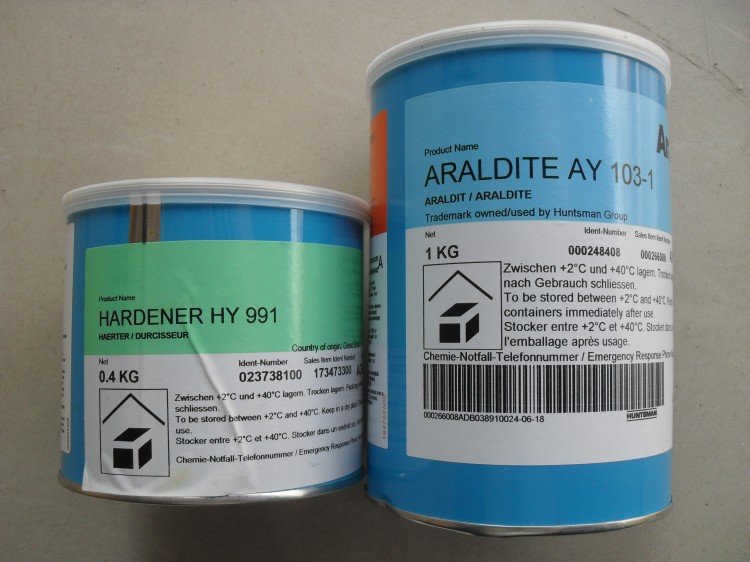 Product Name
HARDENER HY 991
HAERTER / DURCISSEUR
Country of origin: Great
Net
Ident-Number
Sales Item Ident Number
0.4 KG
023738100
173473300
Zwischen +2°C und +40°C lagern. Trocken lagern. Packung
schliessen.
To be stored between +2°C and +40°C. Keep in a dry place.
use.
Stocker entre +2°C et +40°C. Stocker dans un endroit
Chemie-Notfall-Telefonnummer / Emergency Response
Product Name
ARALDITE AY 103-1
ARALDIT / ARALDITE
Trademark owned/used by Huntsman Group
Net
Ident-Number
Sales Item Ident Number
1 KG
000248408
000266008
Zwischen +2°C und +40°C lagern. Trocken
nach Gebrauch schliessen.
To be stored between +2°C and +40°C
containers immediately after use.
Stocker entre +2°C et +40°C. Stocker dans
l'emballage après usage.
Chemie-Notfall-Telefonnummer / Emergency Response Phone
000266008ADB038910024-06-18
HUNTSMAN